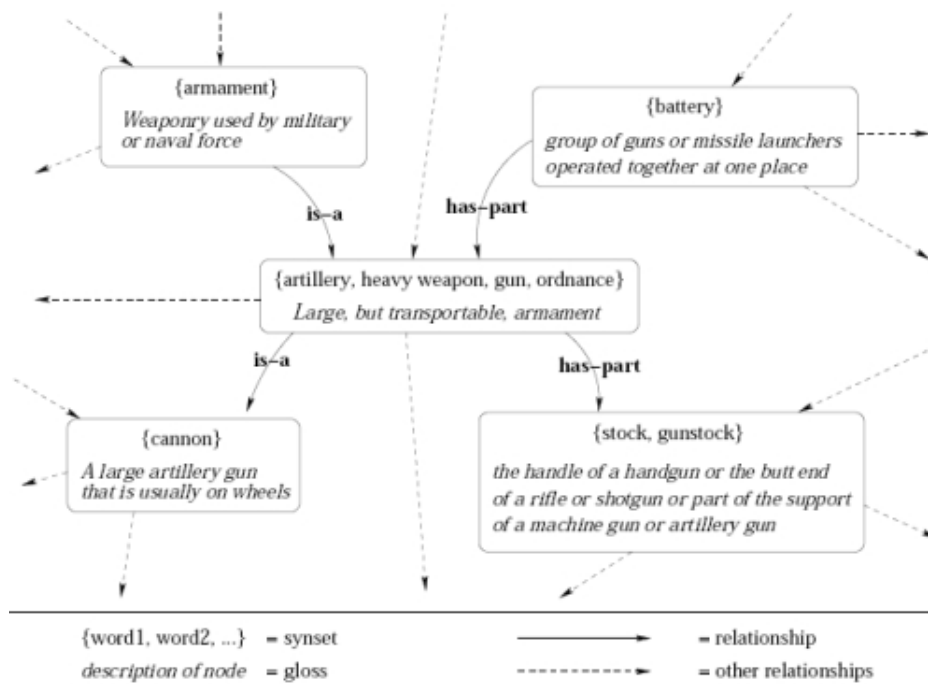 {armament}
Weaponry used by military
or naval force
{battery}
group of guns or missile launchers
operated together at one place
is–a
has–part
{artillery, heavy weapon, gun, ordnance}
Large, but transportable, armament
is–a
has–part
{cannon}
A large artillery gun
that is usually on wheels
{stock, gunstock}
the handle of a handgun or the butt end
of a rifle or shotgun or part of the support
of a machine gun or artillery gun
{word1, word2, ...} = synset
= relationship
description of node = gloss
= other relationships